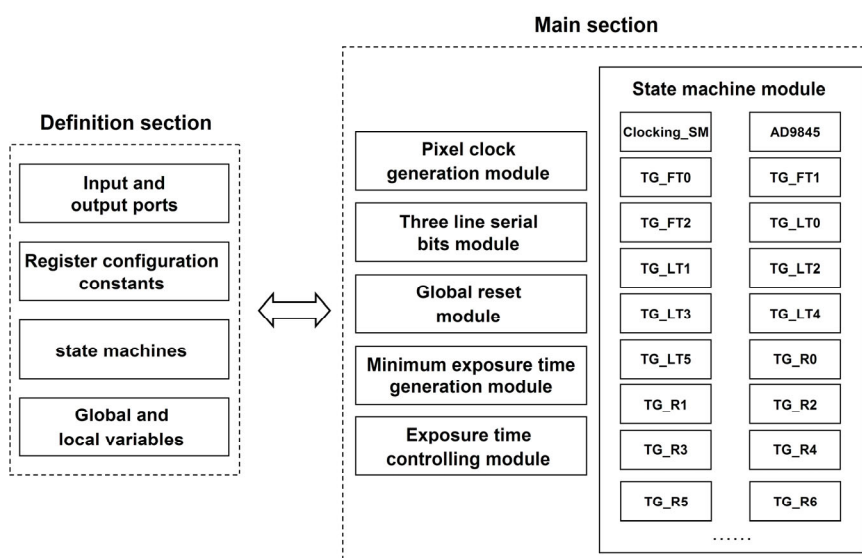 Main section
Definition section
Input and
output ports
Register configuration
constants
state machines
Global and
local variables
Pixel clock
generation module
Three line serial
bits module
Global reset
module
Minimum exposure time
generation module
Exposure time
controlling module
State machine module
Clocking_SM
AD9845
TG_FT0
TG_FT1
TG_FT2
TG_LT0
TG_LT1
TG_LT2
TG_LT3
TG_LT4
TG_LT5
TG_R0
TG_R1
TG_R2
TG_R3
TG_R4
TG_R5
TG_R6
......